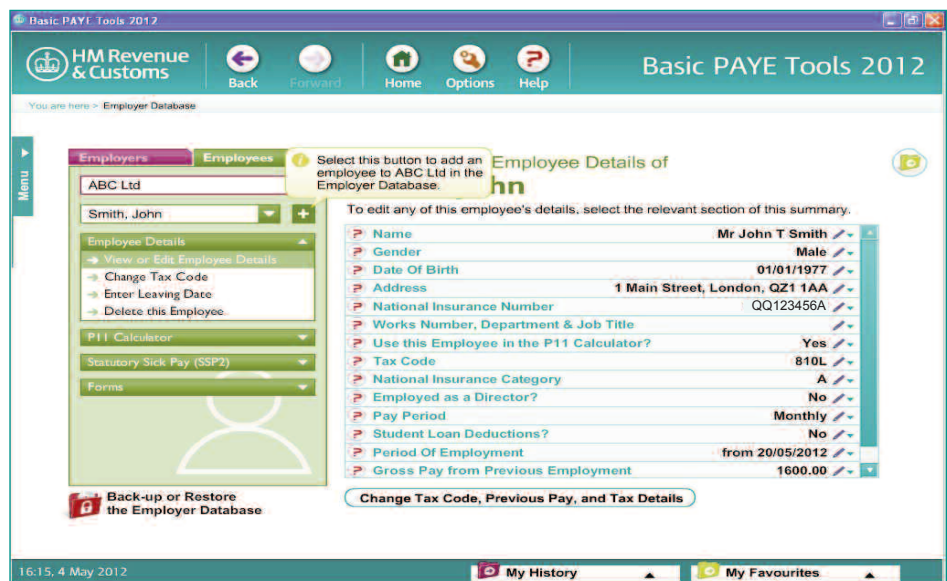 Basic PAYE Tools 2012
HM Revenue
& Customs
Back
Forward
Home
Options
Help
Basic PAYE Tools 2012
You are here > Employer Database
Menu
Employers
Employees
Select this button to add an
employee to ABC Ltd in the
Employer Database.
Employee Details of
hn
ABC Ltd
Smith, John
To edit any of this employee's details, select the relevant section of this summary.
Employee Details
View or Edit Employee Details
Change Tax Code
Enter Leaving Date
Delete this Employee
P11 Calculator
Statutory Sick Pay (SSP2)
Forms
Name Mr John T Smith
Gender Male
Date Of Birth 01/01/1977
Address 1 Main Street, London, QZ1 1AA
National Insurance Number QQ123456A
Works Number, Department & Job Title
Use this Employee in the P11 Calculator? Yes
Tax Code 810L
National Insurance Category A
Employed as a Director? No
Pay Period Monthly
Student Loan Deductions? No
Period Of Employment from 20/05/2012
Gross Pay from Previous Employment 1600.00
Back-up or Restore
the Employer Database
Change Tax Code, Previous Pay, and Tax Details
16:15, 4 May 2012
My History
My Favourites